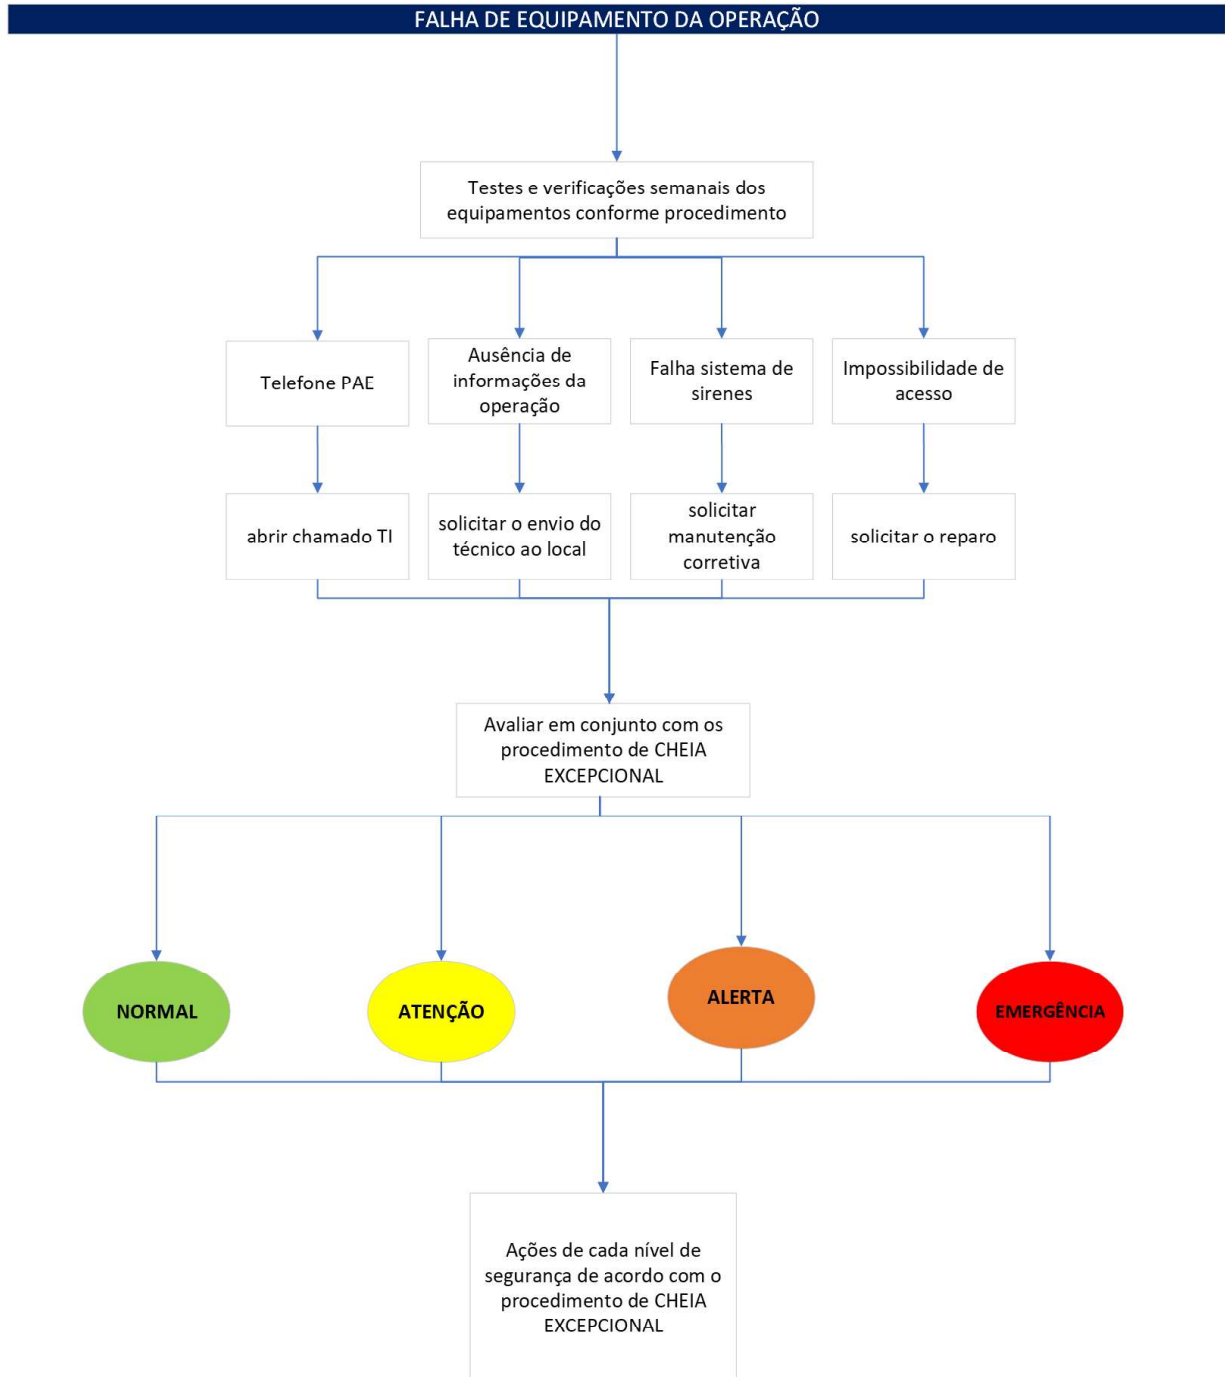 FALHA DE EQUIPAMENTO DA OPERAÇÃO
Testes e verificações semanais dos
equipamentos conforme procedimento
Telefone PAE
Ausência de
informações da
operação
Falha sistema de
sirenes
Impossibilidade de
acesso
abrir chamado TI
solicitar o envio do
técnico ao local
solicitar
manutenção
corretiva
solicitar o reparo
Avaliar em conjunto com os
procedimento de CHEIA
EXCEPCIONAL
NORMAL
ATENÇÃO
ALERTA
EMERGÊNCIA
Ações de cada nível de
segurança de acordo com o
procedimento de CHEIA
EXCEPCIONAL